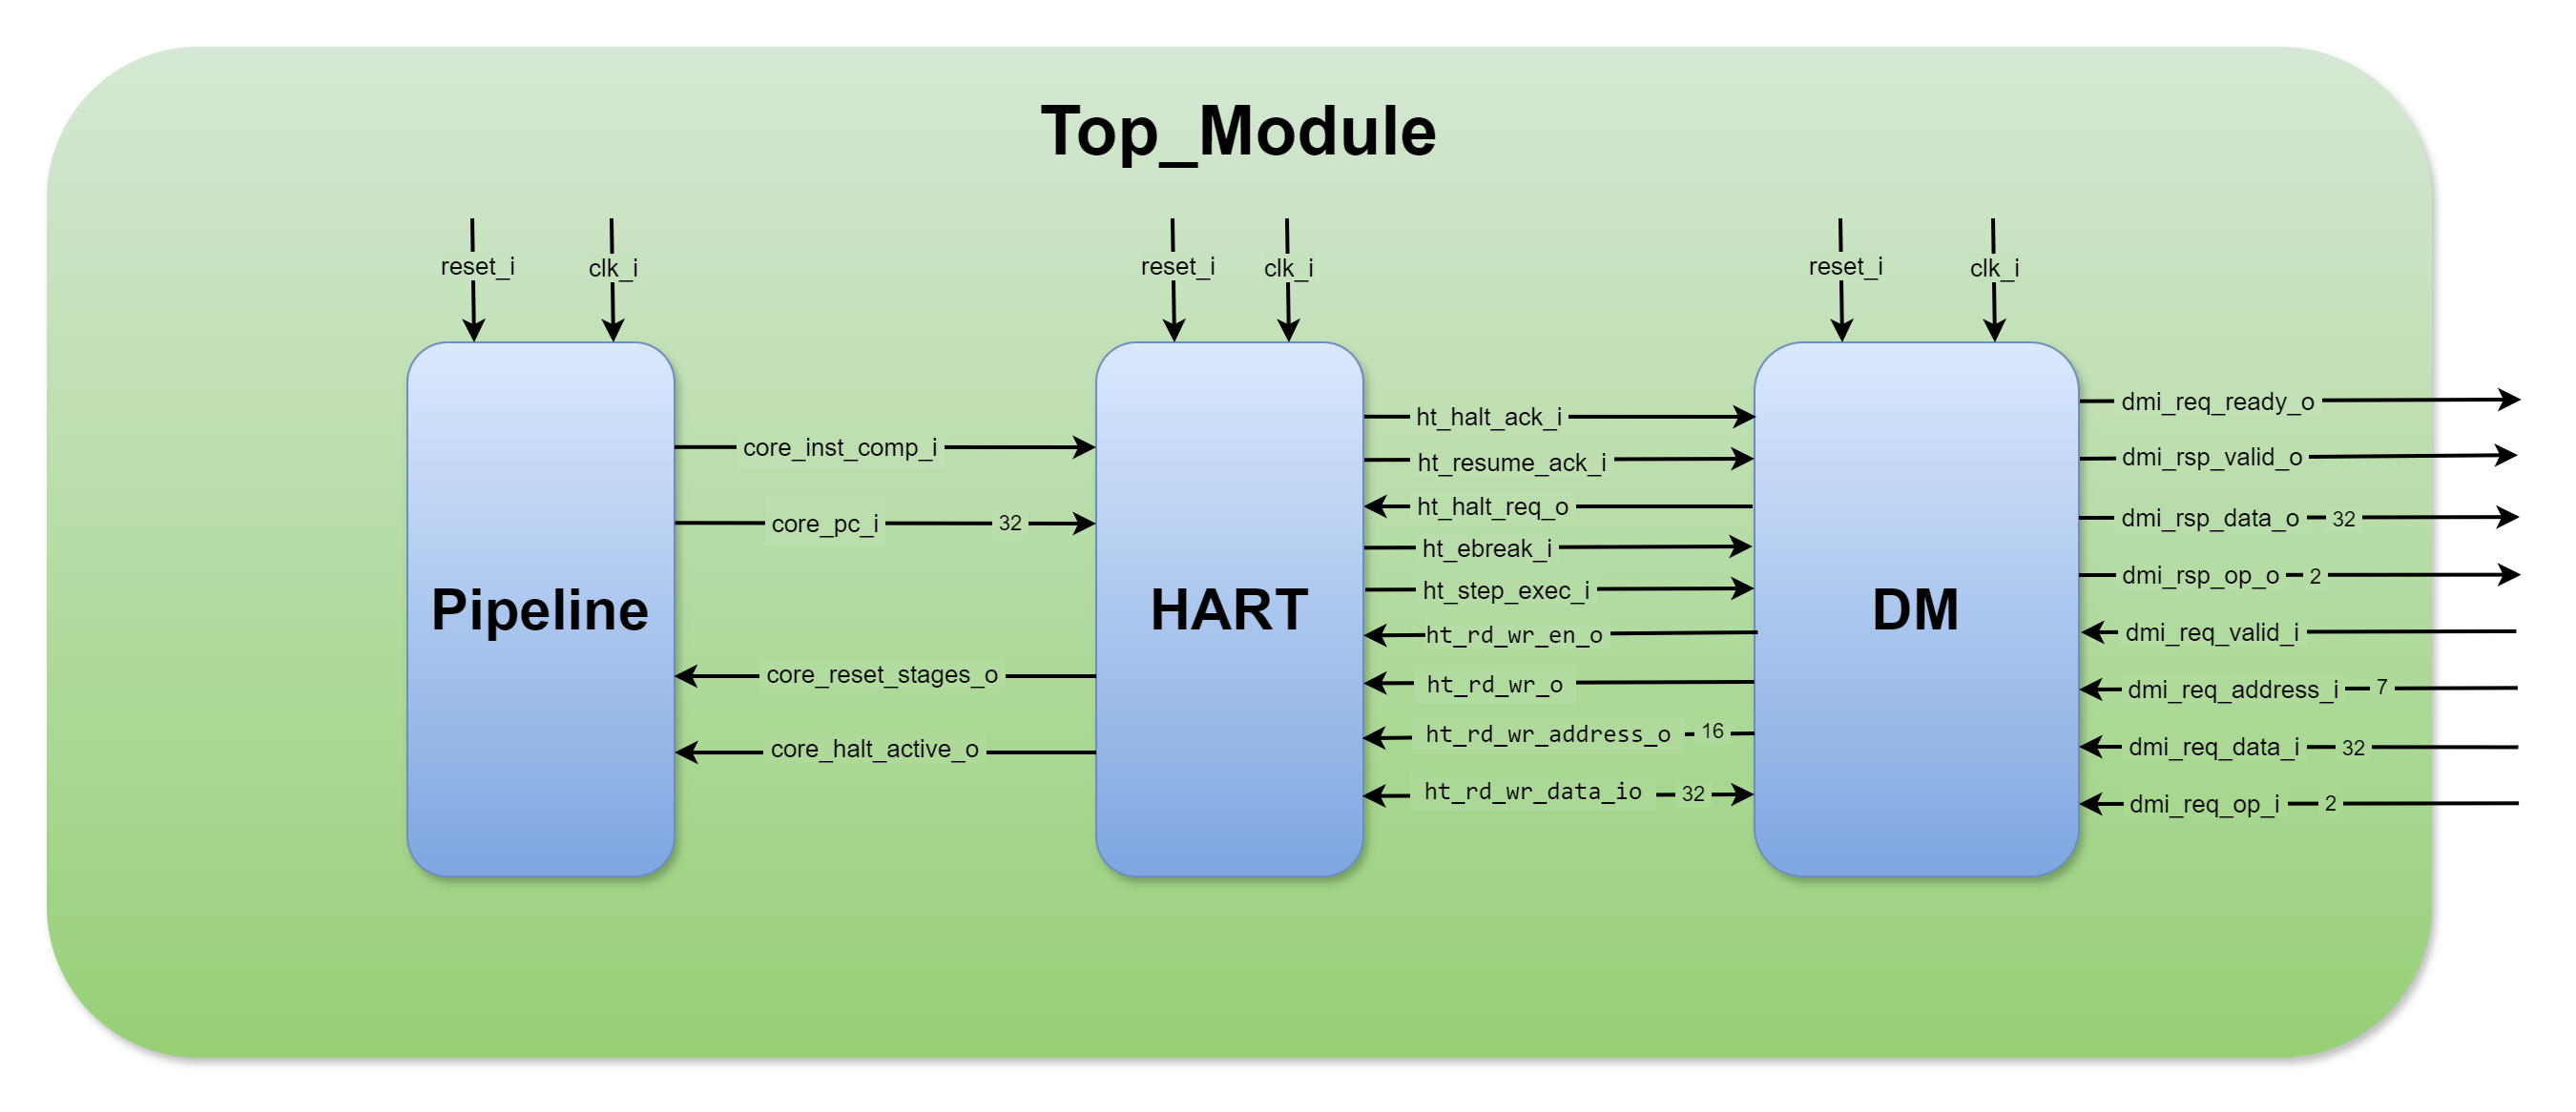 Top_Module
reset_i
clk_i
reset_i
clk_i
reset_i
clk_i
Pipeline
core_inst_comp_i
core_pc_i 32
core_reset_stages_o
core_halt_active_o
HART
ht_halt_ack_i
ht_resume_ack_i
ht_halt_req_o
ht_ebreak_i
ht_step_exec_i
ht_rd_wr_en_o
ht_rd_wr_o
ht_rd_wr_address_o 16
ht_rd_wr_data_io 32
DM
dmi_req_ready_o
dmi_rsp_valid_o
dmi_rsp_data_o 32
dmi_rsp_op_o 2
dmi_req_valid_i
dmi_req_address_i 7
dmi_req_data_i 32
dmi_req_op_i 2